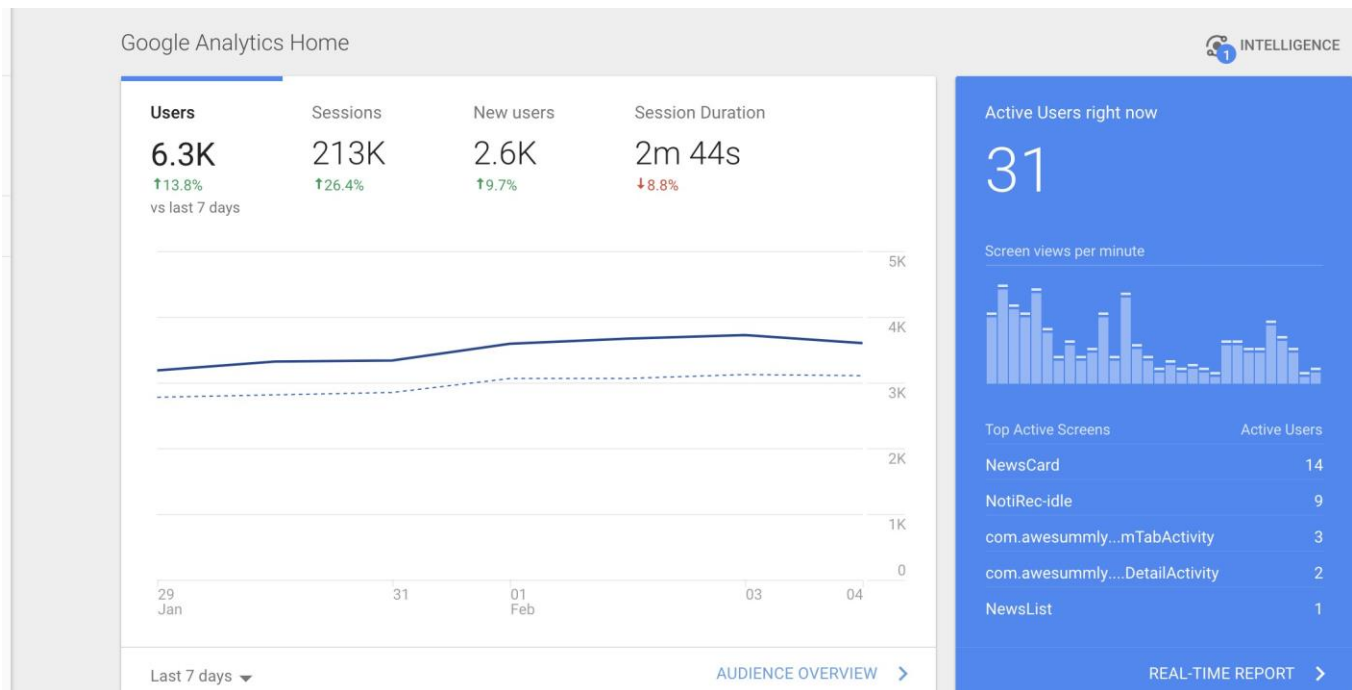 Google Analytics Home
INTELLIGENCE
1
Users
Sessions
New users
Session Duration
6.3K
213K
2.6K
2m 44s
↑13.8%
↑26.4%
↑9.7%
↓8.8%
vs last 7 days
5K
4K
3K
2K
1K
0
29
Jan
31
01
Feb
03
04
Last 7 days
AUDIENCE OVERVIEW
Active Users right now
31
Screen views per minute
Top Active Screens Active Users
NewsCard 14
NotiRec-idle 9
com.awesummly...mTabActivity 3
com.awesummly....DetailActivity 2
NewsList 1
REAL-TIME REPORT